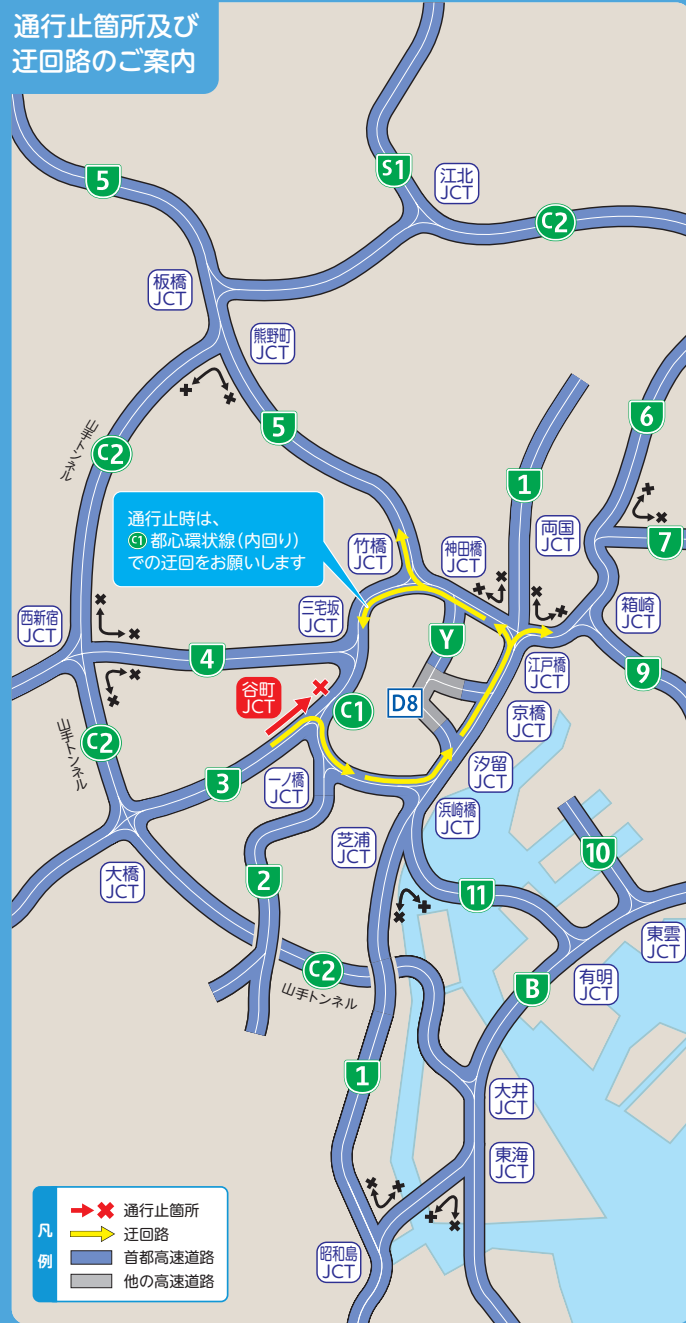 通行止箇所及び
迂回路のご案内
5
S1
江北
JCT
C2
板橋
JCT
熊野町
JCT
山手トンネル
C2
5
6
1
両国
JCT
7
通行止時は、
C1 都心環状線(内回り)
での迂回をお願いします
竹橋
JCT
神田橋
JCT
箱崎
JCT
西新宿
JCT
三宅坂
JCT
4
Y
江戸橋
JCT
9
谷町
JCT
C1
D8
京橋
JCT
山手トンネル
C2
3
一ノ橋
JCT
汐留
JCT
浜崎橋
JCT
芝浦
JCT
大橋
JCT
2
11
10
東雲
JCT
C2
山手トンネル
B
有明
JCT
1
大井
JCT
東海
JCT
昭和島
JCT
凡例
通行止箇所
迂回路
首都高速道路
他の高速道路